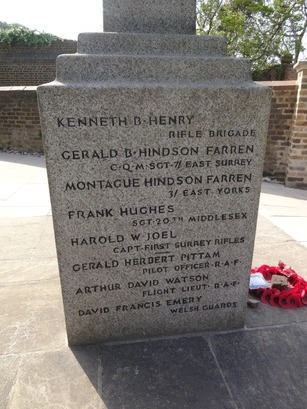 KENNETH B·HENRY
RIFLE BRIGADE
GERALD B·HINDSON FARREN
C·Q·M·SGT·7/ EAST SURREY
MONTAGUE HINDSON FARREN
3/ EAST YORKS
FRANK HUGHES
SGT·20TH MIDDLESEX
HAROLD W JOEL
CAPT·FIRST SURREY RIFLES
GERALD HERBERT PITTAM
PILOT OFFICER·R·A·F
ARTHUR DAVID WATSON
FLIGHT LIEUT·R·A·F·
DAVID FRANCIS EMERY
WELSH GUARDS